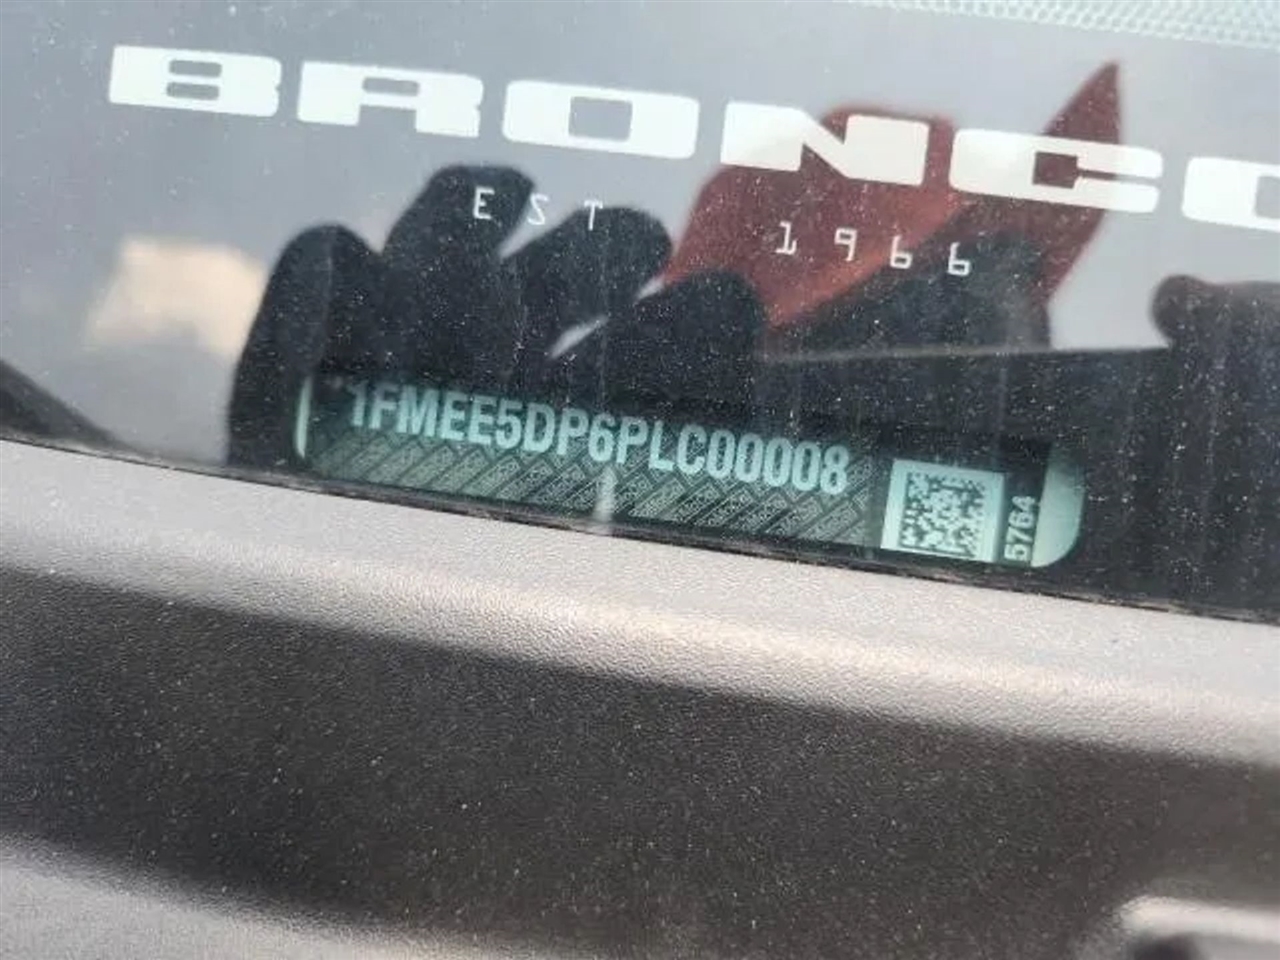 BRONCO
EST 1966
1FMEE5DP6PLC00008
5764